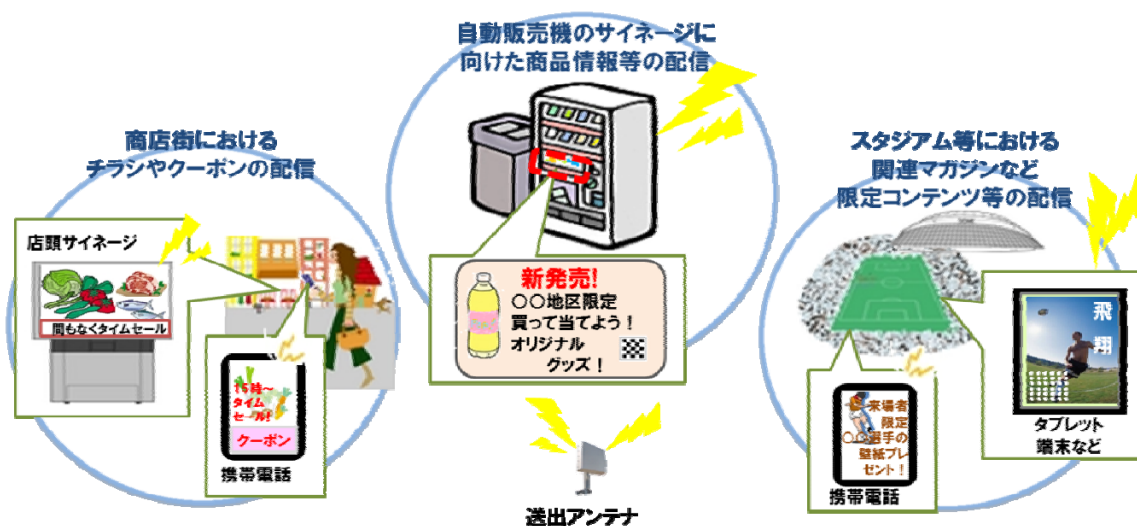 自動販売機のサイネージに
向けた商品情報等の配信
商店街における
チラシやクーポンの配信
スタジアム等における
関連マガジンなど
限定コンテンツ等の配信
店頭サイネージ
間もなくタイムセール
15時~
タイム
セール!
クーポン
携帯電話
新発売!
〇〇地区限定
買って当てよう!
オリジナル
グッズ!
送出アンテナ
来場者
限定
〇〇選手の
壁紙プレ
ゼント!
携帯電話
飛
翔
タブレット
端末など